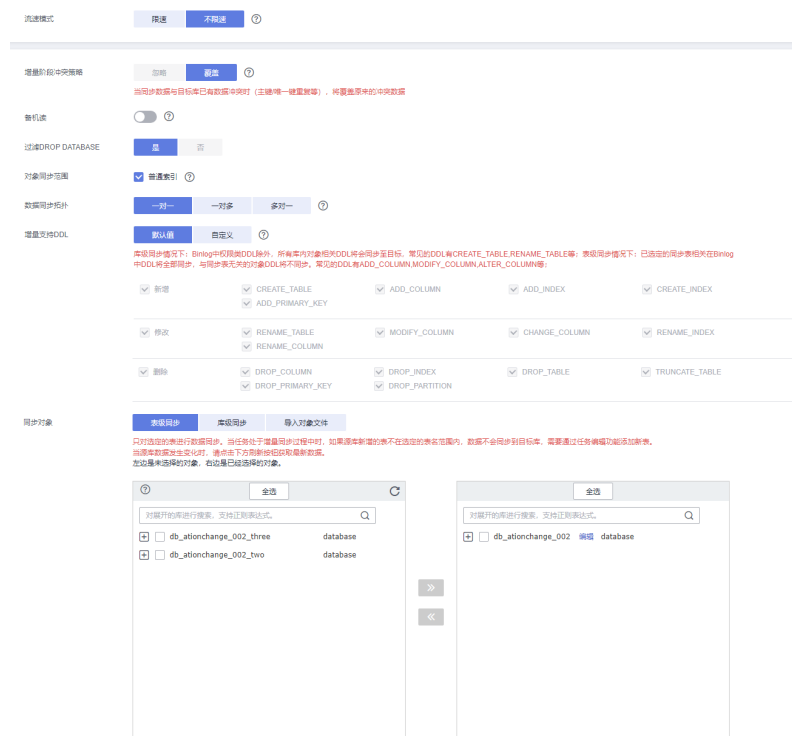 流速模式 限速 不限速
增量阶段冲突策略 忽略 覆盖
当同步数据与目标库已有数据冲突时（主键/唯一键重复等），将覆盖原来的冲突数据
备机读
过滤DROP DATABASE 是 否
对象同步范围 普通索引
数据同步拓扑 一对一 一对多 多对一
增量支持DDL 默认值 自定义
库级同步情况下：Binlog中权限类DDL除外，所有库内对象相关DDL将会同步至目标，常见的DDL有CREATE_TABLE,RENAME_TABLE等；表级同步情况下：已选定的同步表相关在Binlog
中DDL将全部同步，与同步表无关的对象DDL将不同步。常见的DDL有ADD_COLUMN,MODIFY_COLUMN,ALTER_COLUMN等；
新增 CREATE_TABLE ADD_COLUMN ADD_INDEX CREATE_INDEX
ADD_PRIMARY_KEY
修改 RENAME_TABLE MODIFY_COLUMN CHANGE_COLUMN RENAME_INDEX
RENAME_COLUMN
删除 DROP_COLUMN DROP_INDEX DROP_TABLE TRUNCATE_TABLE
DROP_PRIMARY_KEY DROP_PARTITION
同步对象 表级同步 库级同步 导入对象文件
只对选定的表进行数据同步。当任务处于增量同步过程中时，如果源库新增的表不在选定的表名范围内，数据不会同步到目标库，需要通过任务编辑功能添加新表。
当源库数据发生变化时，请点击下方刷新按钮获取最新数据。
左边是未选择的对象，右边是已经选择的对象。
全选 全选
对展开的库进行搜索，支持正则表达式。 对展开的库进行搜索，支持正则表达式。
db_ationchange_002_three database db_ationchange_002 编辑 database
db_ationchange_002_two database